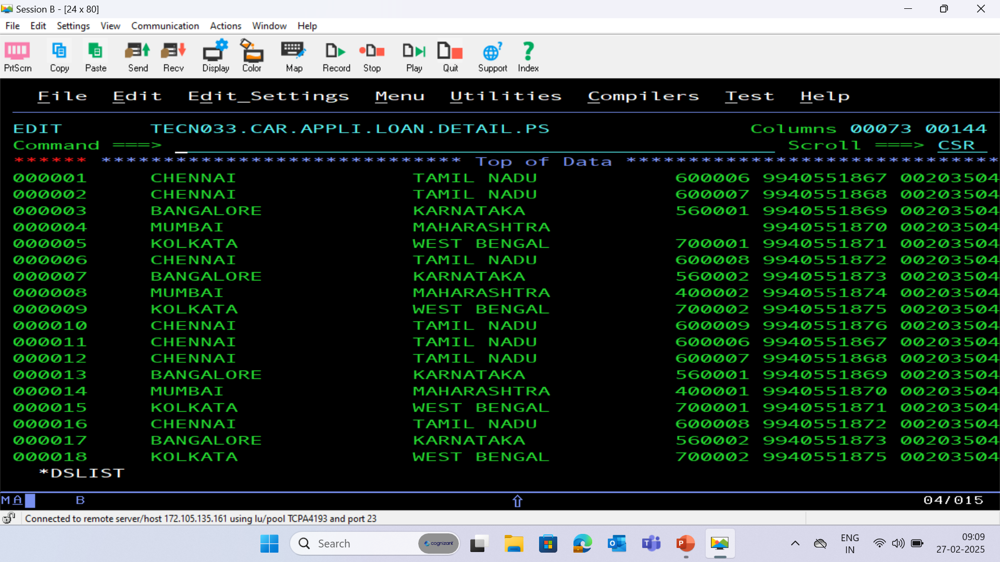 Session B - [24 x 80]
File Edit Settings View Communication Actions Window Help
PrtScrn Copy Paste Send Recv Display Color Map Record Stop Play Quit Support Index
File Edit Edit_Settings Menu Utilities Compilers Test Help
EDIT TECN033.CAR.APPLI.LOAN.DETAIL.PS Columns 00073 00144
Command ===> Scroll ===> CSR
****** ***************************** Top of Data ******************************
000001 CHENNAI TAMIL NADU 600006 9940551867 00203504
000002 CHENNAI TAMIL NADU 600007 9940551868 00203504
000003 BANGALORE KARNATAKA 560001 9940551869 00203504
000004 MUMBAI MAHARASHTRA 9940551870 00203504
000005 KOLKATA WEST BENGAL 700001 9940551871 00203504
000006 CHENNAI TAMIL NADU 600008 9940551872 00203504
000007 BANGALORE KARNATAKA 560002 9940551873 00203504
000008 MUMBAI MAHARASHTRA 400002 9940551874 00203504
000009 KOLKATA WEST BENGAL 700002 9940551875 00203504
000010 CHENNAI TAMIL NADU 600009 9940551876 00203504
000011 CHENNAI TAMIL NADU 600006 9940551867 00203504
000012 CHENNAI TAMIL NADU 600007 9940551868 00203504
000013 BANGALORE KARNATAKA 560001 9940551869 00203504
000014 MUMBAI MAHARASHTRA 400001 9940551870 00203504
000015 KOLKATA WEST BENGAL 700001 9940551871 00203504
000016 CHENNAI TAMIL NADU 600008 9940551872 00203504
000017 BANGALORE KARNATAKA 560002 9940551873 00203504
000018 KOLKATA WEST BENGAL 700002 9940551875 00203504
*DSLIST
MA B 04/015
Connected to remote server/host 172.105.135.161 using lu/pool TCPA4193 and port 23
Search cognizant ENG 09:09
IN 27-02-2025